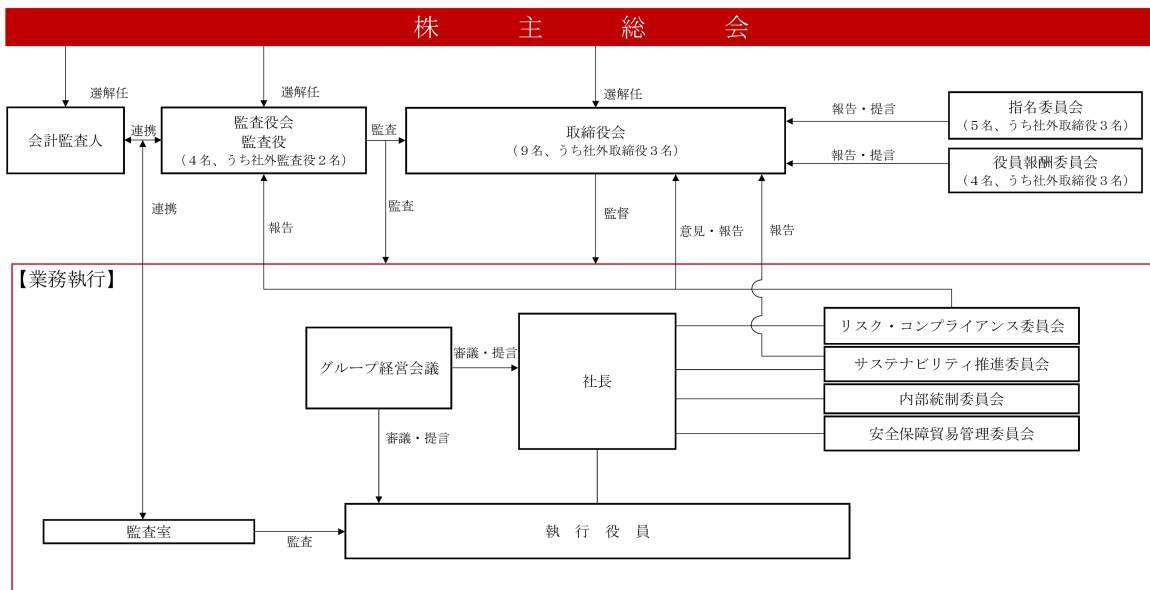 株主総会
選解任
選解任
選解任
会計監査人
連携
監査役会
監査役
（４名、うち社外監査役２名）
監査
取締役会
（９名、うち社外取締役３名）
報告・提言
指名委員会
（５名、うち社外取締役３名）
報告・提言
役員報酬委員会
（４名、うち社外取締役３名）
連携
報告
監査
監督
意見・報告
報告
【業務執行】
グループ経営会議
審議・提言
社長
リスク・コンプライアンス委員会
サステナビリティ推進委員会
内部統制委員会
安全保障貿易管理委員会
審議・提言
監査室
監査
執行役員